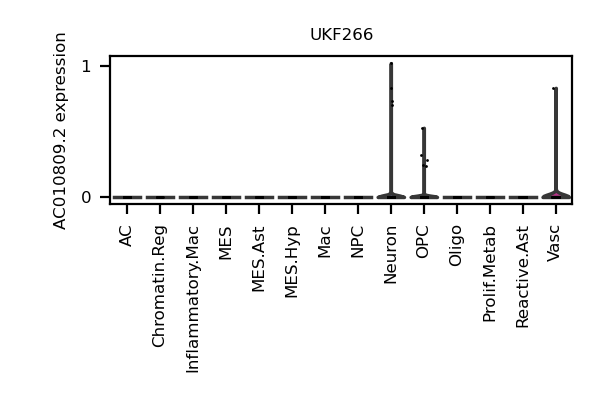 UKF266
AC010809.2 expression
1
0
AC
Chromatin.Reg
Inflammatory.Mac
MES
MES.Ast
MES.Hyp
Mac
NPC
Neuron
OPC
Oligo
Prolif.Metab
Reactive.Ast
Vasc